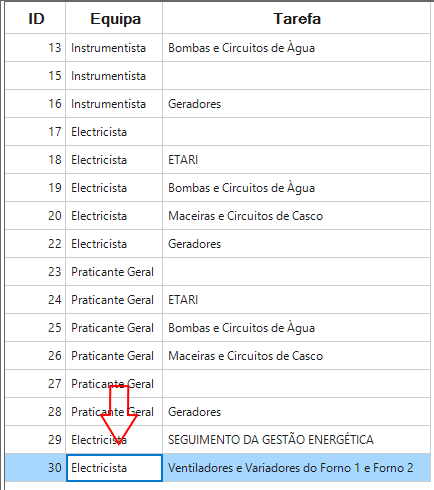 ID Equipa Tarefa
13 Instrumentista Bombas e Circuitos de Àgua
15 Instrumentista
16 Instrumentista Geradores
17 Electricista
18 Electricista ETARI
19 Electricista Bombas e Circuitos de Àgua
20 Electricista Maceiras e Circuitos de Casco
22 Electricista Geradores
23 Praticante Geral
24 Praticante Geral ETARI
25 Praticante Geral Bombas e Circuitos de Àgua
26 Praticante Geral Maceiras e Circuitos de Casco
27 Praticante Geral
28 Praticante Geral Geradores
29 Electricista SEGUIMENTO DA GESTÃO ENERGÉTICA
30 Electricista Ventiladores e Variadores do Forno 1 e Forno 2